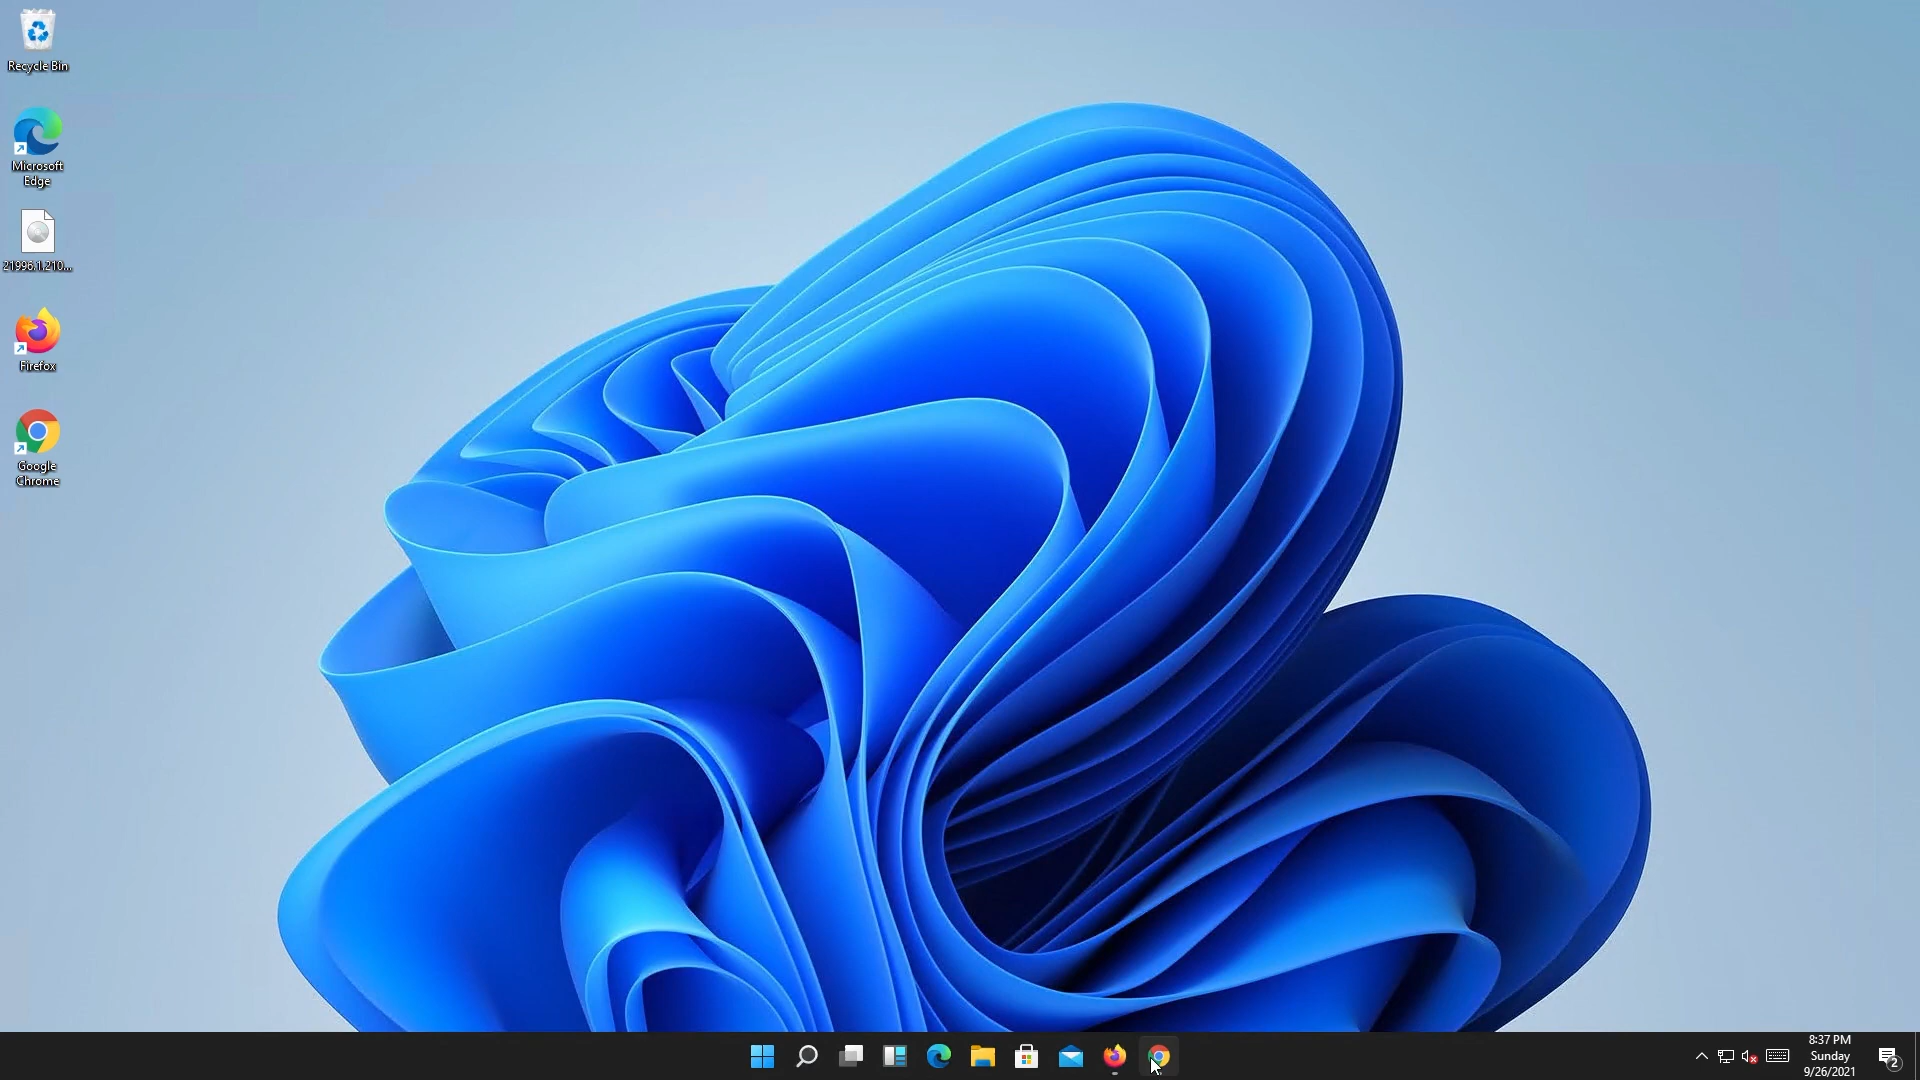 Recycle Bin
Microsoft
Edge
21996.1.210...
Firefox
Google
Chrome
8:37 PM
Sunday
9/26/2021
2